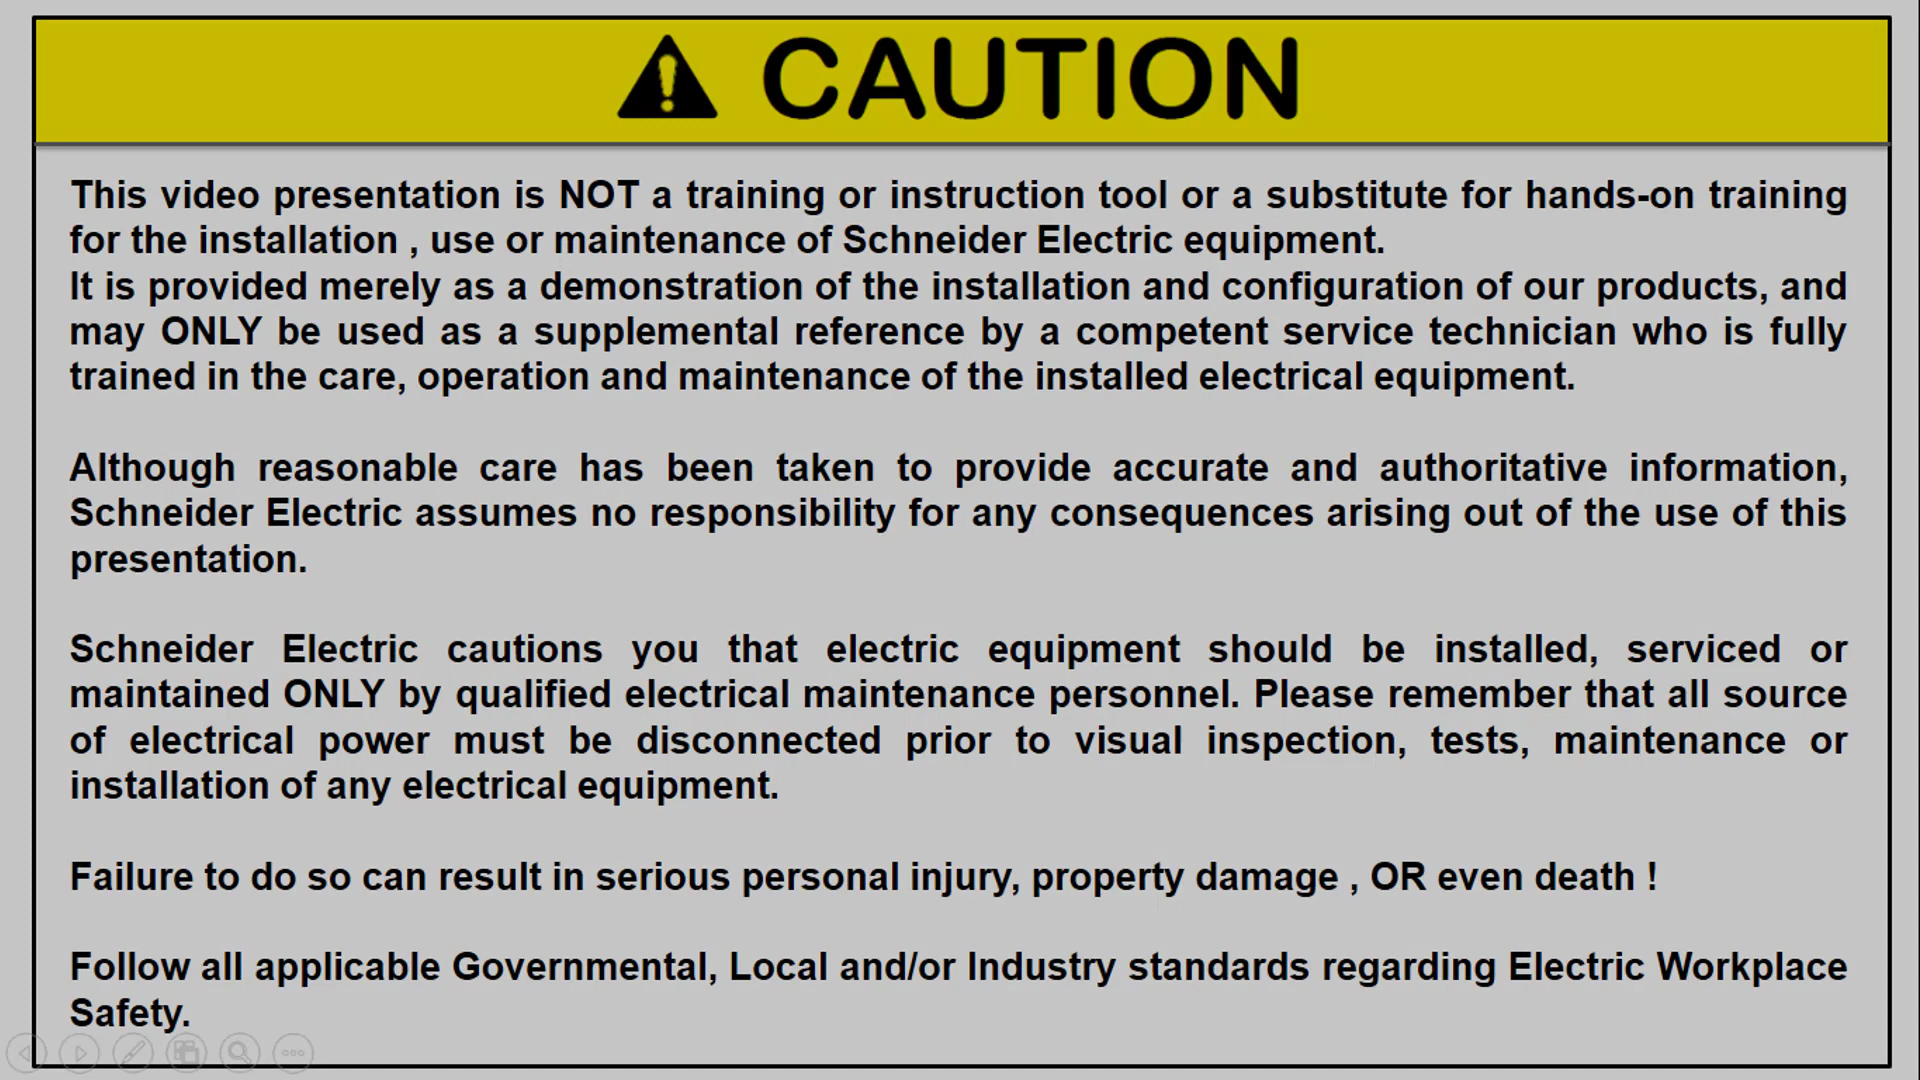 CAUTION
This video presentation is NOT a training or instruction tool or a substitute for hands-on training
for the installation , use or maintenance of Schneider Electric equipment.
It is provided merely as a demonstration of the installation and configuration of our products, and
may ONLY be used as a supplemental reference by a competent service technician who is fully
trained in the care, operation and maintenance of the installed electrical equipment.
Although reasonable care has been taken to provide accurate and authoritative information,
Schneider Electric assumes no responsibility for any consequences arising out of the use of this
presentation.
Schneider Electric cautions you that electric equipment should be installed, serviced or
maintained ONLY by qualified electrical maintenance personnel. Please remember that all source
of electrical power must be disconnected prior to visual inspection, tests, maintenance or
installation of any electrical equipment.
Failure to do so can result in serious personal injury, property damage , OR even death !
Follow all applicable Governmental, Local and/or Industry standards regarding Electric Workplace
Safety.